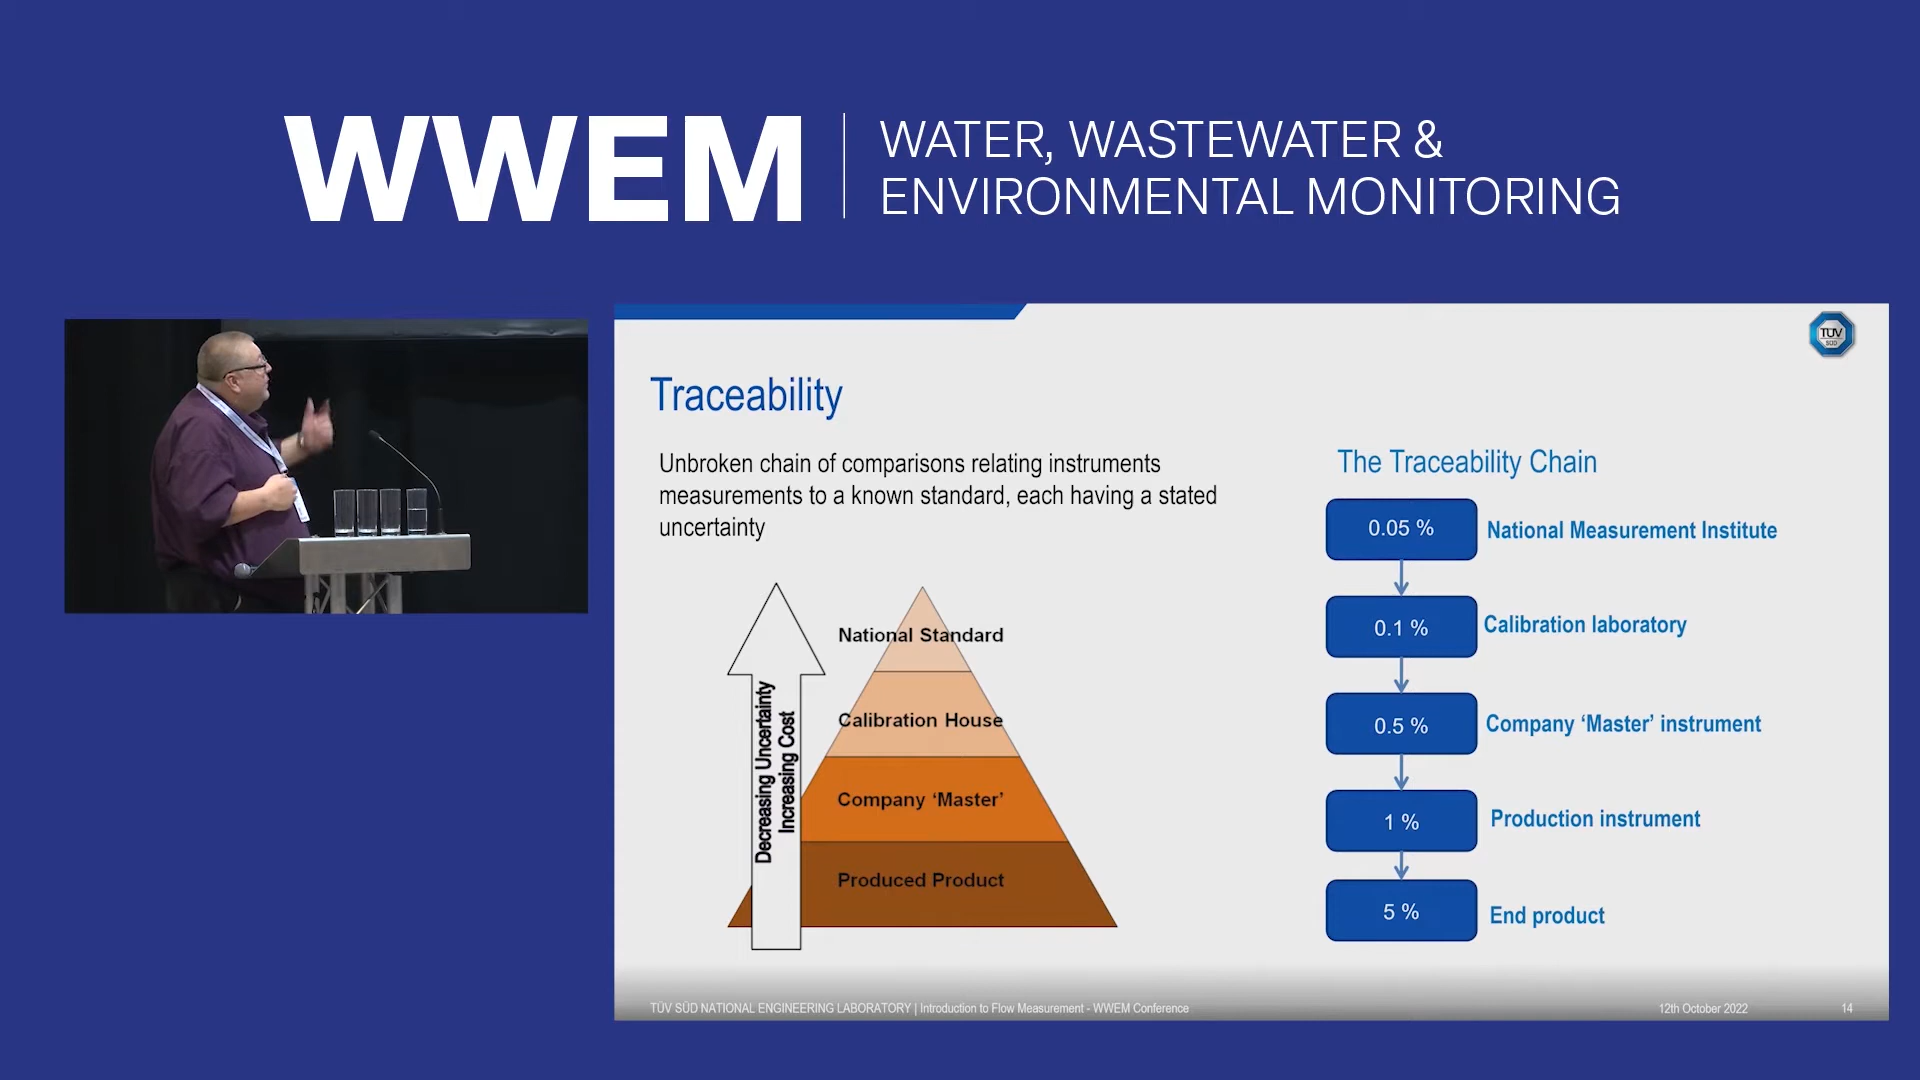 WWEM
WATER, WASTEWATER &
ENVIRONMENTAL MONITORING
TÜV
SÜD
Traceability
Unbroken chain of comparisons relating instruments
measurements to a known standard, each having a stated
uncertainty
Decreasing Uncertainty
Increasing Cost
National Standard
Calibration House
Company ‘Master’
Produced Product
The Traceability Chain
0.05 % National Measurement Institute
0.1 % Calibration laboratory
0.5 % Company ‘Master’ instrument
1 % Production instrument
5 % End product
TÜV SÜD NATIONAL ENGINEERING LABORATORY | Introduction to Flow Measurement - WWEM Conference
12th October 2022
14